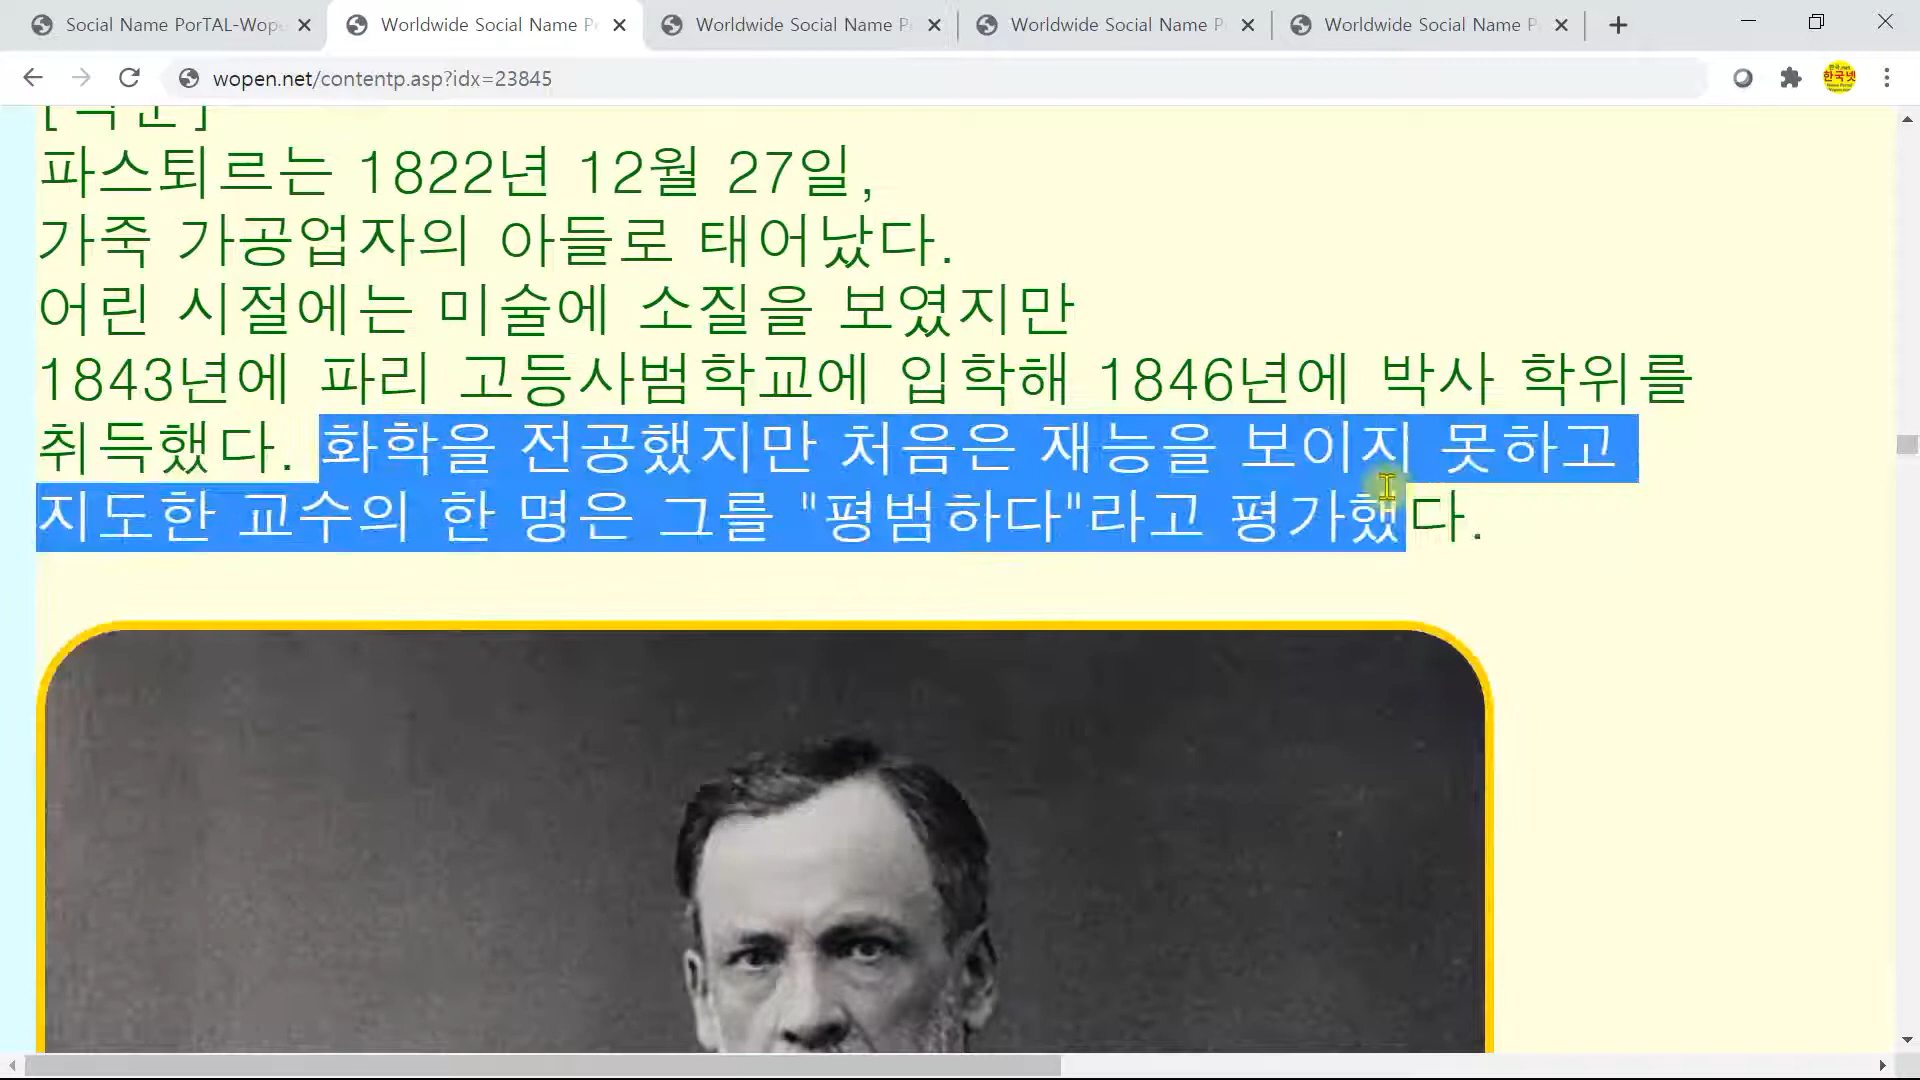 Social Name PorTAL-Wop
Worldwide Social Name P
Worldwide Social Name P
Worldwide Social Name P
Worldwide Social Name P
wopen.net/contentp.asp?idx=23845
한국넷
파스퇴르는 1822년 12월 27일,
가죽 가공업자의 아들로 태어났다.
어린 시절에는 미술에 소질을 보였지만
1843년에 파리 고등사범학교에 입학해 1846년에 박사 학위를
취득했다. 화학을 전공했지만 처음은 재능을 보이지 못하고
지도한 교수의 한 명은 그를 "평범하다"라고 평가했다.